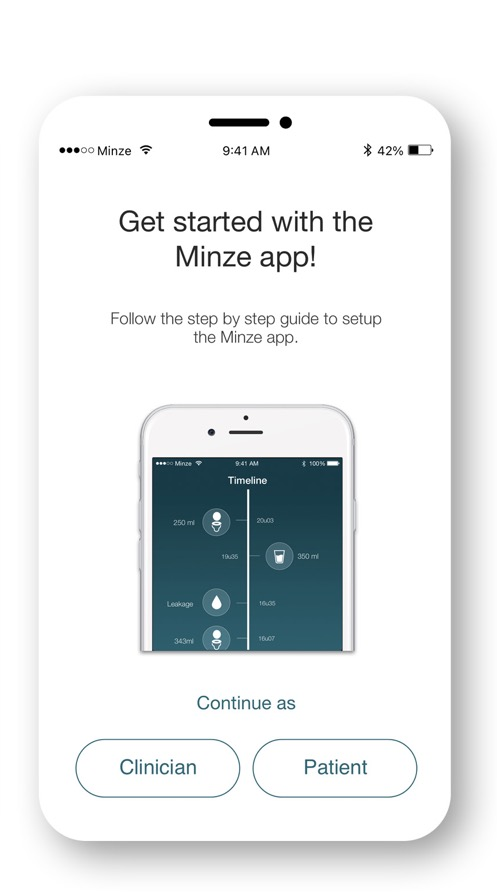 Minze 9:41 AM 42%
Get started with the
Minze app!
Follow the step by step guide to setup
the Minze app.
Minze 9:41 AM 100%
Timeline
250 ml 20u03
19u35 350 ml
Leakage 16u35
343ml 16u07
Continue as
Clinician Patient